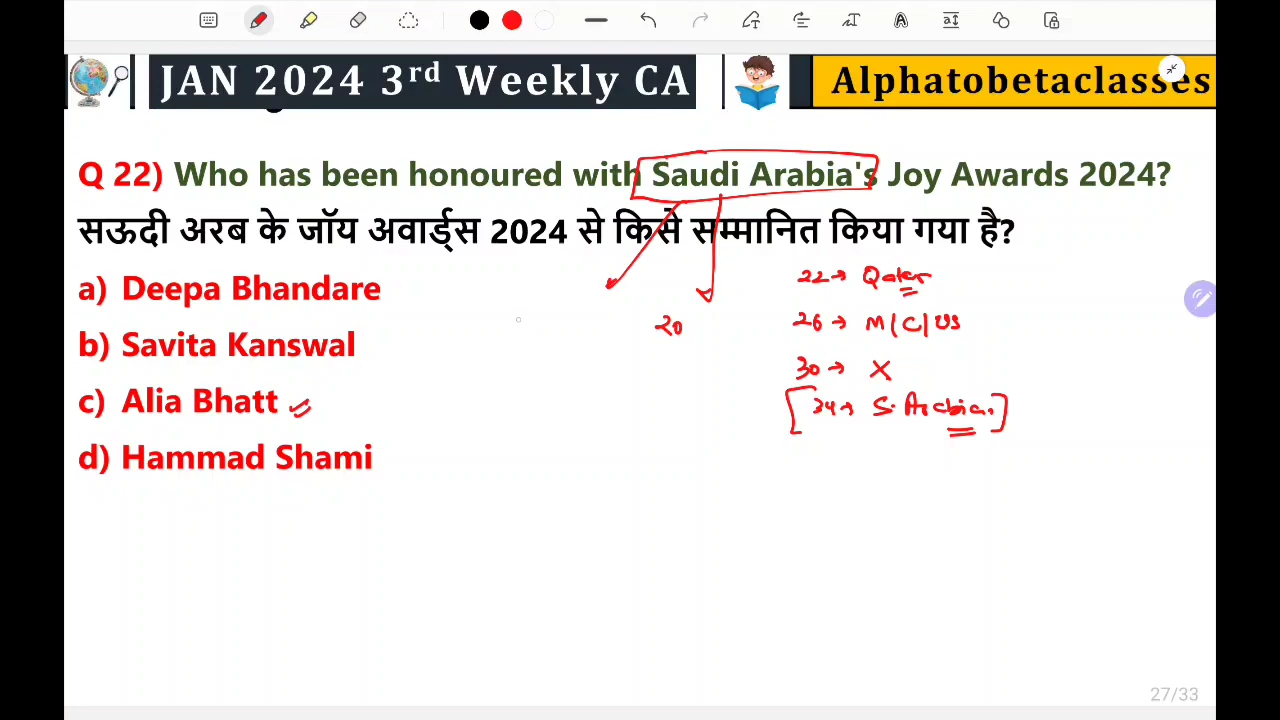 JAN 2024 3rd Weekly CA
Alphatobetaclasses
Q 22) Who has been honoured with Saudi Arabia's Joy Awards 2024?
सऊदी अरब के जॉय अवार्ड्स 2024 से किसे सम्मानित किया गया है?
a) Deepa Bhandare
b) Savita Kanswal
c) Alia Bhatt
d) Hammad Shami
20
22→ Qatar
26→ M/C/US
30→ X
[34→ S. Arabia.]
27/33